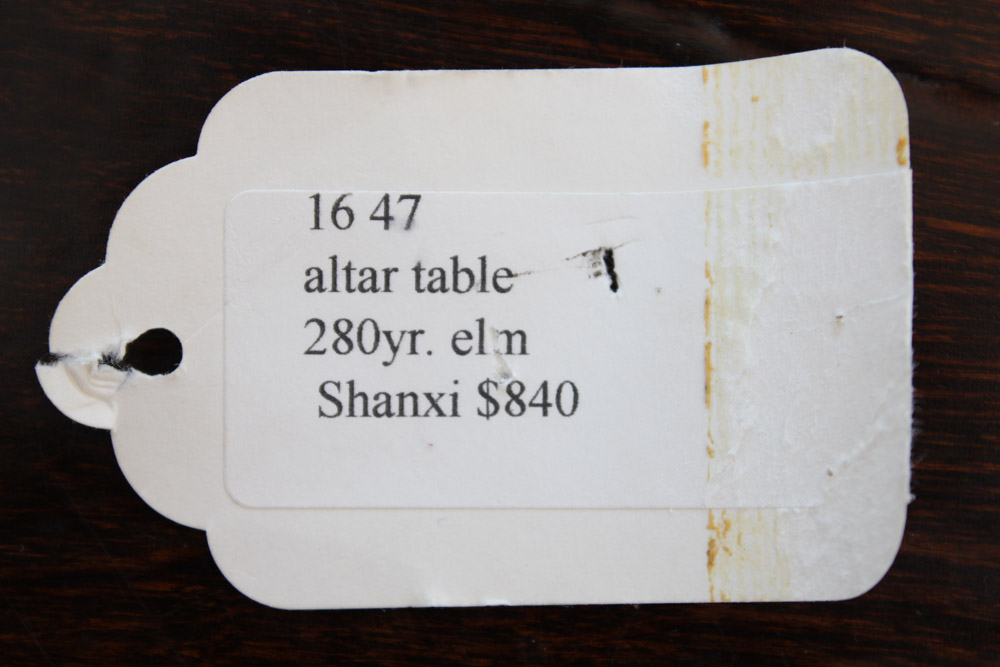 16 47
altar table
280yr. elm
Shanxi $840